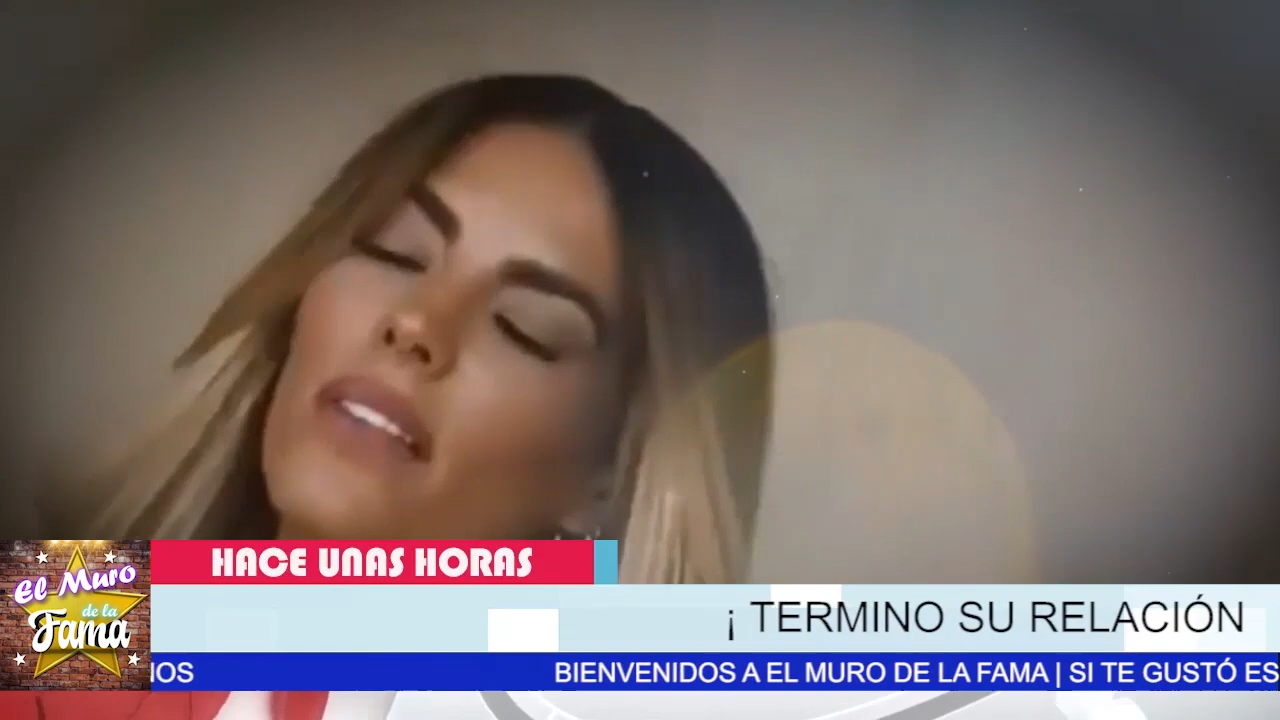 HACE UNAS HORAS
El Muro
de la
Fama
¡ TERMINO SU RELACIÓN
IOS
BIENVENIDOS A EL MURO DE LA FAMA | SI TE GUSTÓ ES